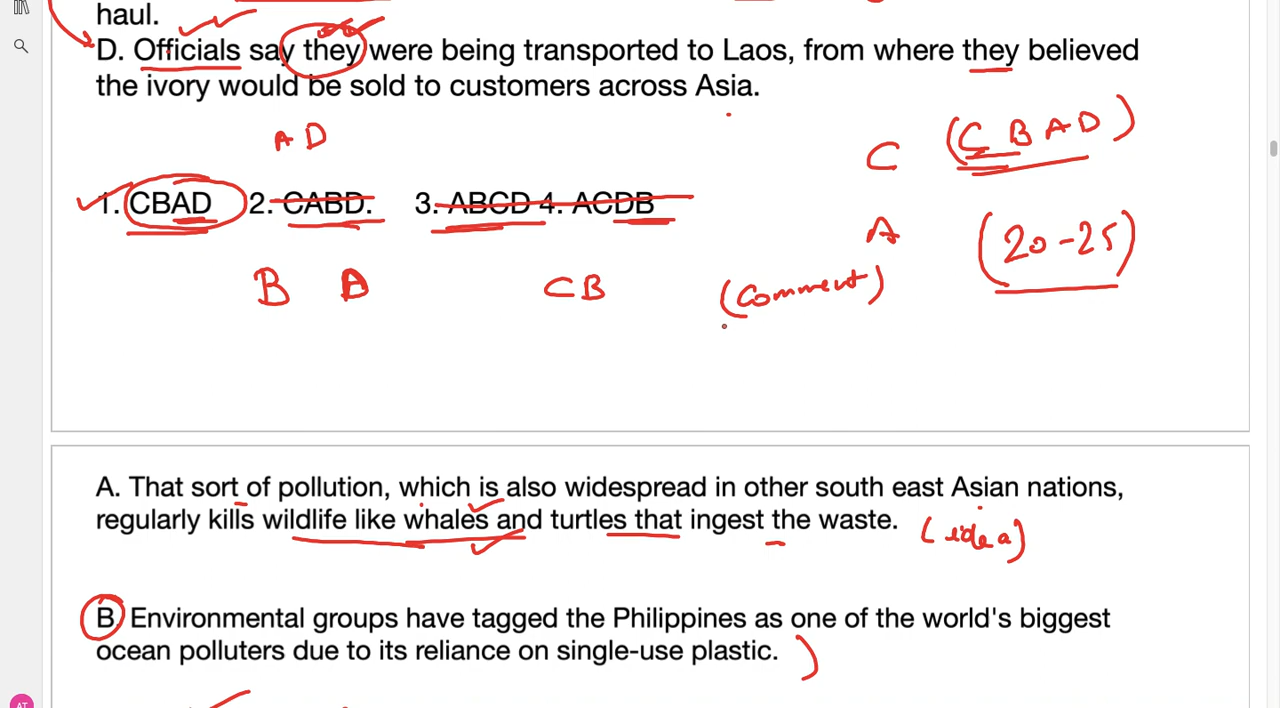 haul.
D. Officials say they were being transported to Laos, from where they believed
the ivory would be sold to customers across Asia.
A D
C (C B A D)
1. CBAD 2. CABD. 3. ABCD 4. ACDB
A (20-25)
B A CB (Comment)
A. That sort of pollution, which is also widespread in other south east Asian nations,
regularly kills wildlife like whales and turtles that ingest the waste. (idea)
B Environmental groups have tagged the Philippines as one of the world's biggest
ocean polluters due to its reliance on single-use plastic. )
AT